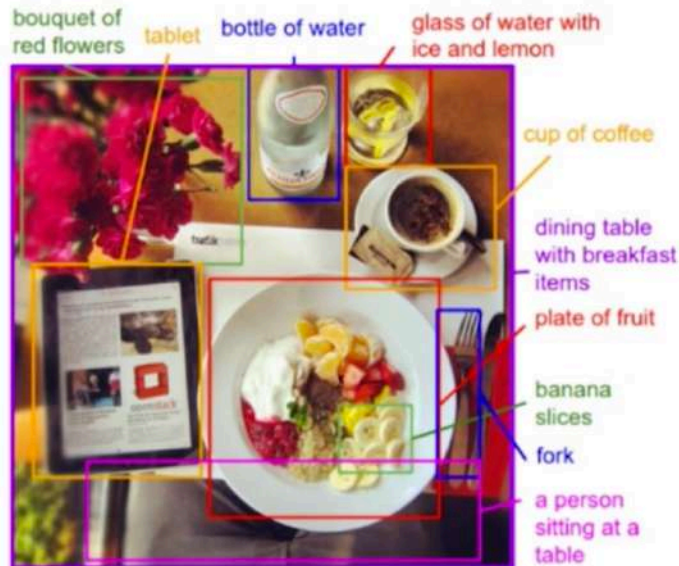 bouquet of
red flowers
tablet
bottle of water
glass of water with
ice and lemon
cup of coffee
dining table
with breakfast
items
plate of fruit
banana
slices
fork
a person
sitting at a
table